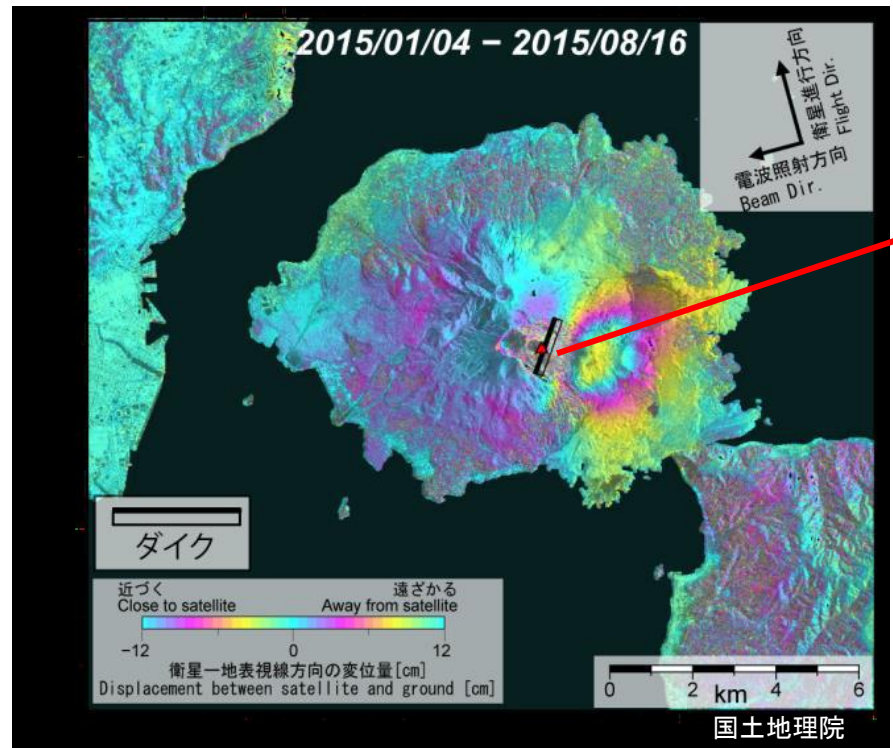 2015/01/04 – 2015/08/16
衛星進行方向
Flight Dir.
電波照射方向
Beam Dir.
ダイク
近づく 遠ざかる
Close to satellite Away from satellite
−12 0 12
衛星ー地表視線方向の変位量[cm]
Displacement between satellite and ground [cm]
0 2 4 6
km
国土地理院